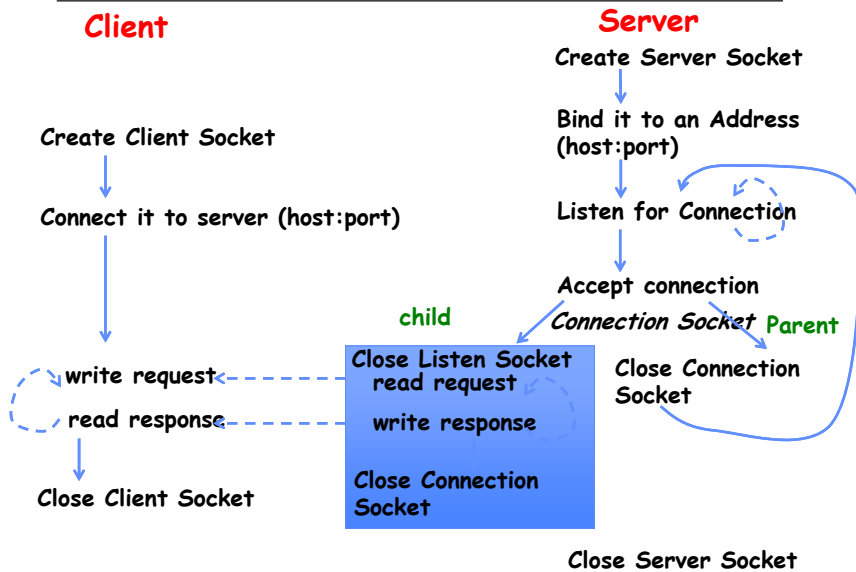 Client
Server
Create Server Socket
Bind it to an Address
(host:port)
Create Client Socket
Connect it to server (host:port)
Listen for Connection
Accept connection
child
Connection Socket
Parent
Close Listen Socket
read request
write request
Close Connection
Socket
read response
write response
Close Connection
Socket
Close Client Socket
Close Server Socket